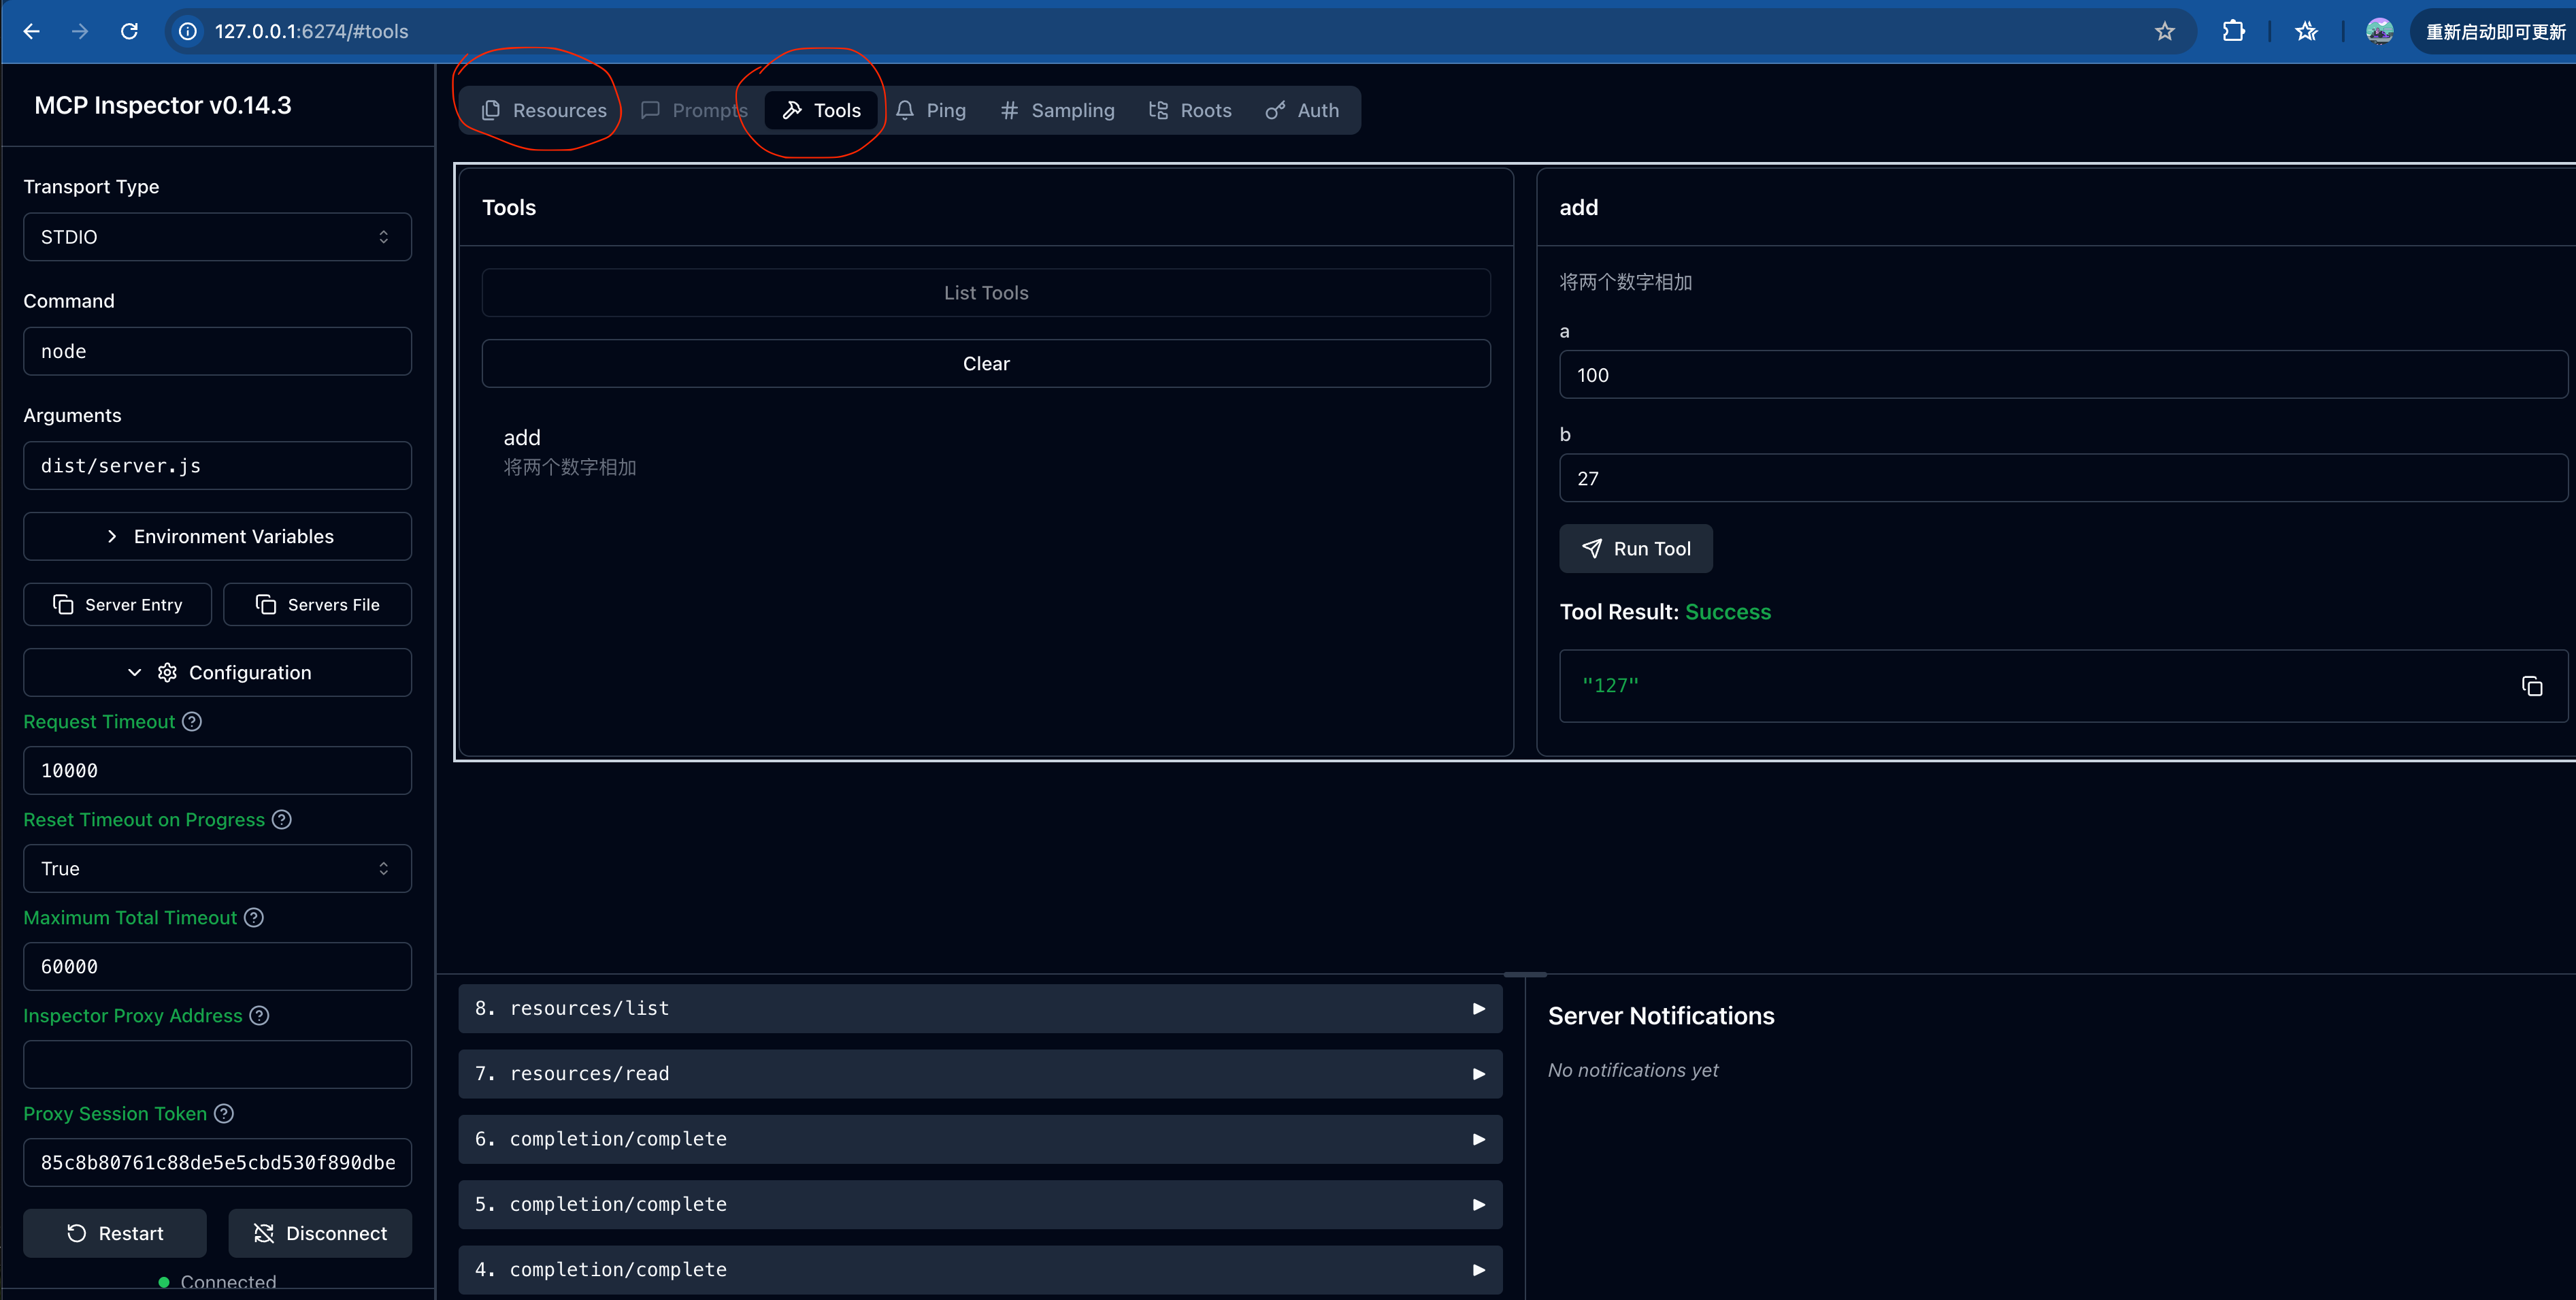 127.0.0.1:6274/#tools
重新启动即可更新
MCP Inspector v0.14.3
Transport Type
STDIO
Command
node
Arguments
dist/server.js
Environment Variables
Server Entry
Servers File
Configuration
Request Timeout
10000
Reset Timeout on Progress
True
Maximum Total Timeout
60000
Inspector Proxy Address
Proxy Session Token
85c8b80761c88de5e5cbd530f890dbe
Restart
Disconnect
Connected
Resources
Prompts
Tools
Ping
Sampling
Roots
Auth
Tools
List Tools
Clear
add
将两个数字相加
add
将两个数字相加
a
100
b
27
Run Tool
Tool Result: Success
"127"
8. resources/list
7. resources/read
6. completion/complete
5. completion/complete
4. completion/complete
Server Notifications
No notifications yet